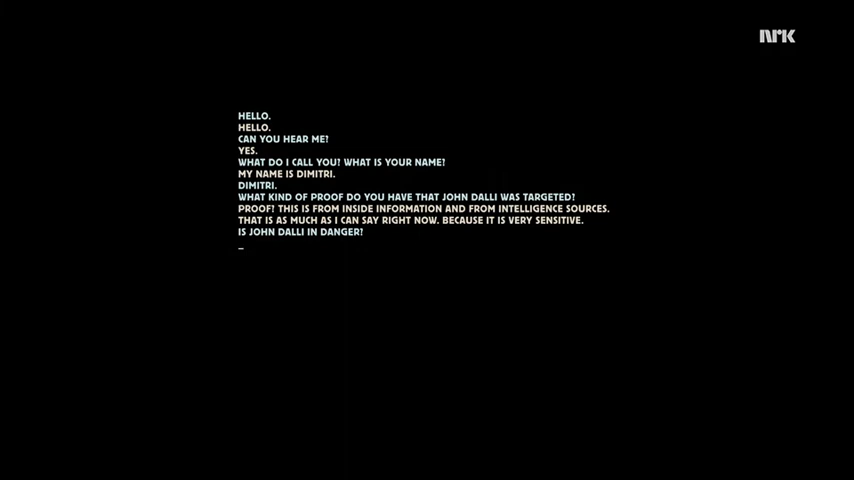 nrk
HELLO.
HELLO.
CAN YOU HEAR ME?
YES.
WHAT DO I CALL YOU? WHAT IS YOUR NAME?
MY NAME IS DIMITRI.
DIMITRI.
WHAT KIND OF PROOF DO YOU HAVE THAT JOHN DALLI WAS TARGETED?
PROOF? THIS IS FROM INSIDE INFORMATION AND FROM INTELLIGENCE SOURCES.
THAT IS AS MUCH AS I CAN SAY RIGHT NOW. BECAUSE IT IS VERY SENSITIVE.
IS JOHN DALLI IN DANGER?
_